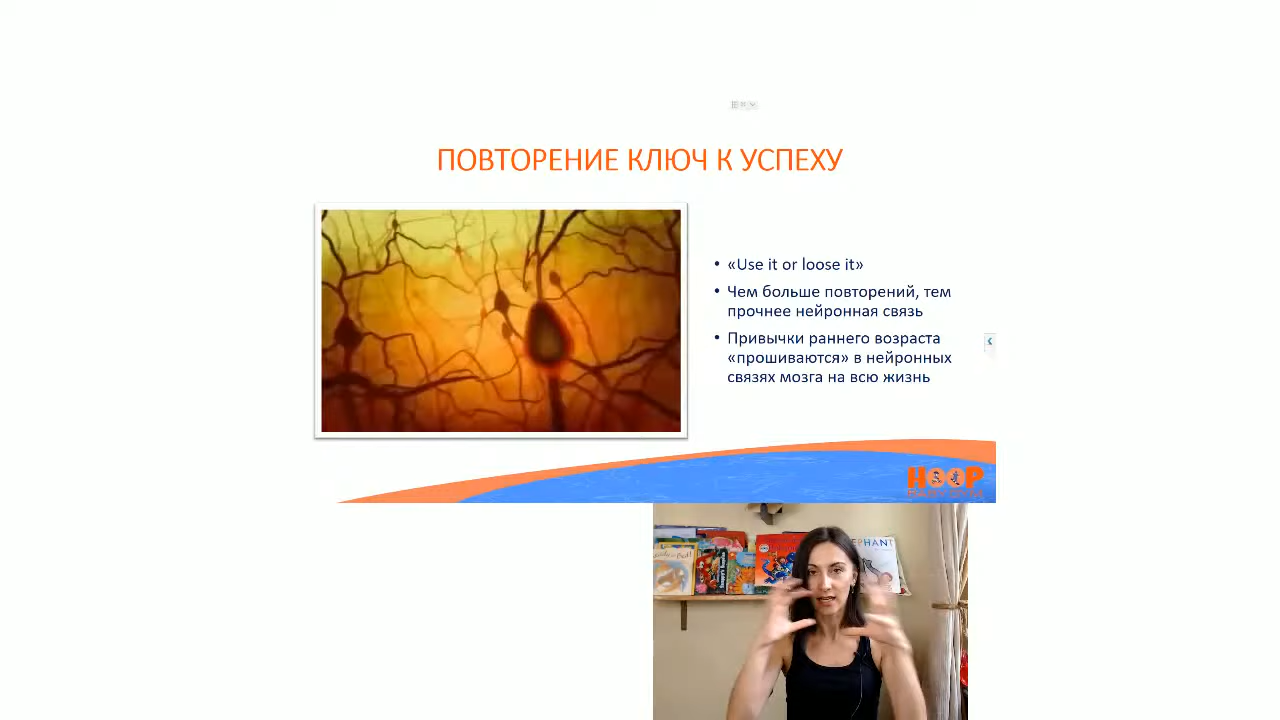 ПОВТОРЕНИЕ КЛЮЧ К УСПЕХУ
• «Use it or loose it»
• Чем больше повторений, тем
прочнее нейронная связь
• Привычки раннего возраста
«прошиваются» в нейронных
связях мозга на всю жизнь
HOOP